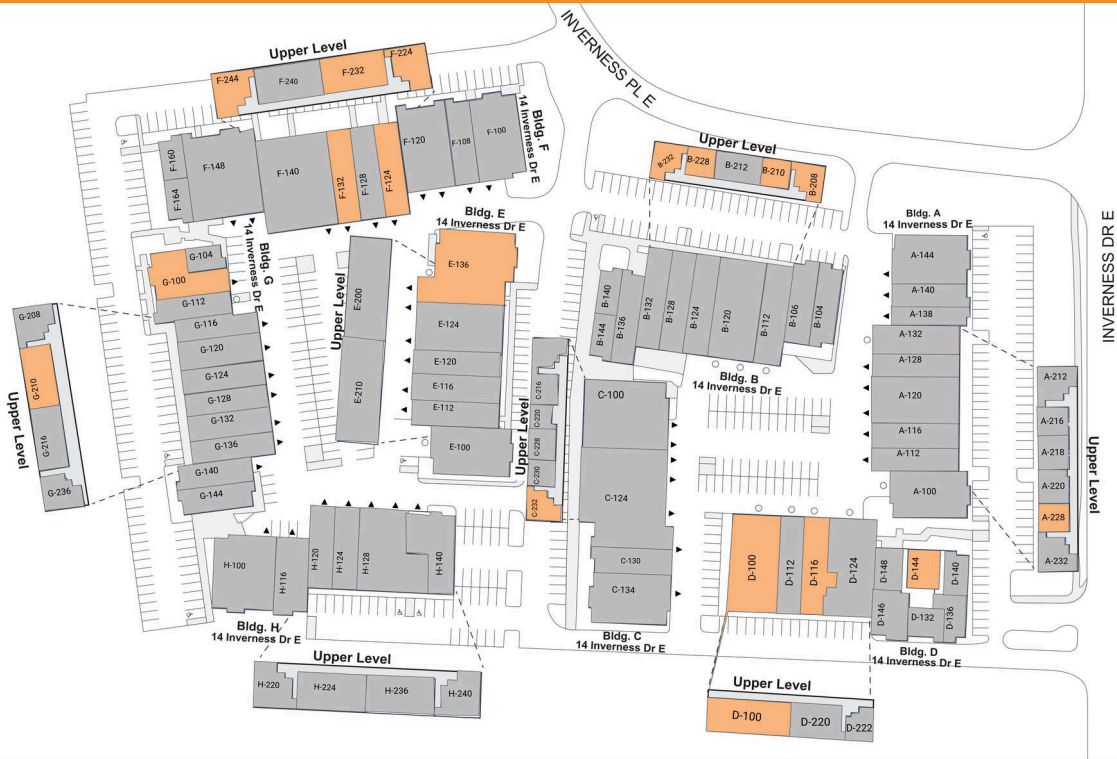 INVERNESS PL E
INVERNESS DR E
Upper Level
F-244
F-240
F-232
F-224
Bldg. F
14 Inverness Dr E
F-160
F-164
F-148
F-140
F-132
F-128
F-124
F-120
F-108
F-100
Upper Level
B-232
B-228
B-212
B-210
B-208
Bldg. A
14 Inverness Dr E
A-144
A-140
A-138
A-132
A-128
A-120
A-116
A-112
A-100
Upper Level
A-212
A-216
A-218
A-220
A-228
A-232
Bldg. G
14 Inverness Dr E
G-104
G-100
G-112
G-116
G-120
G-124
G-128
G-132
G-136
G-140
G-144
Upper Level
G-208
G-210
G-216
G-236
Bldg. E
14 Inverness Dr E
E-136
E-124
E-120
E-116
E-112
E-100
Upper Level
E-200
E-210
B-140
B-144
B-136
B-132
B-128
B-124
B-120
B-112
B-106
B-104
Bldg. B
14 Inverness Dr E
Upper Level
C-216
C-220
C-228
C-230
C-232
C-100
C-124
C-130
C-134
Bldg. C
14 Inverness Dr E
H-100
H-116
H-120
H-124
H-128
H-140
Bldg. H
14 Inverness Dr E
Upper Level
H-220
H-224
H-236
H-240
D-100
D-112
D-116
D-124
D-148
D-144
D-140
D-146
D-132
D-136
Bldg. D
14 Inverness Dr E
Upper Level
D-100
D-220
D-222